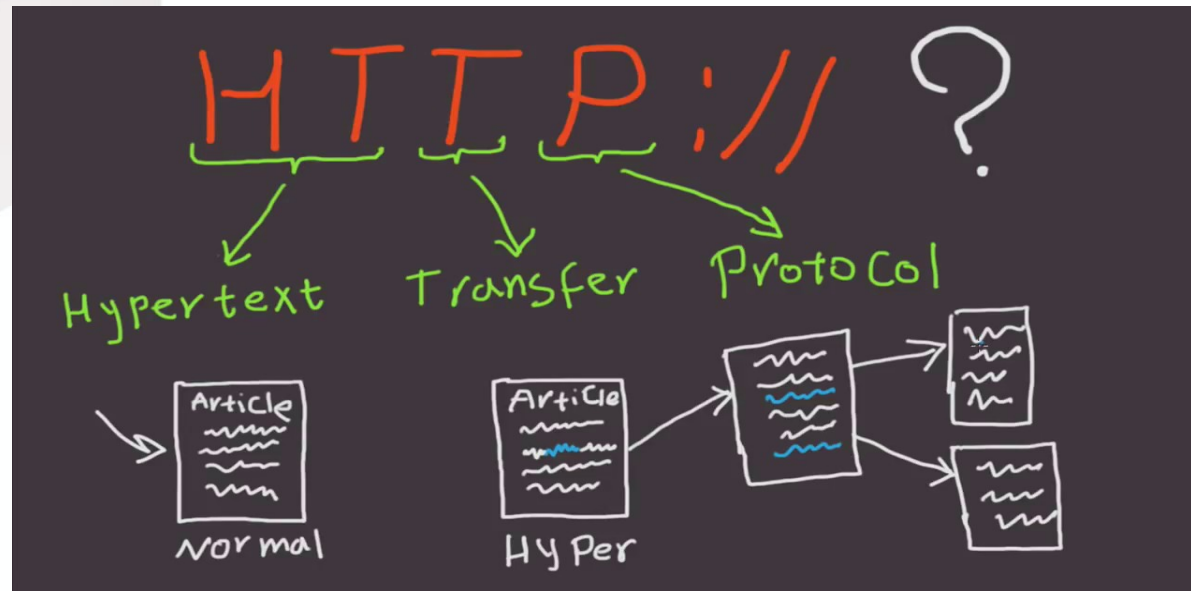 HTTP:// ?
Hypertext Transfer Protocol
Article
Article
Normal
Hyper